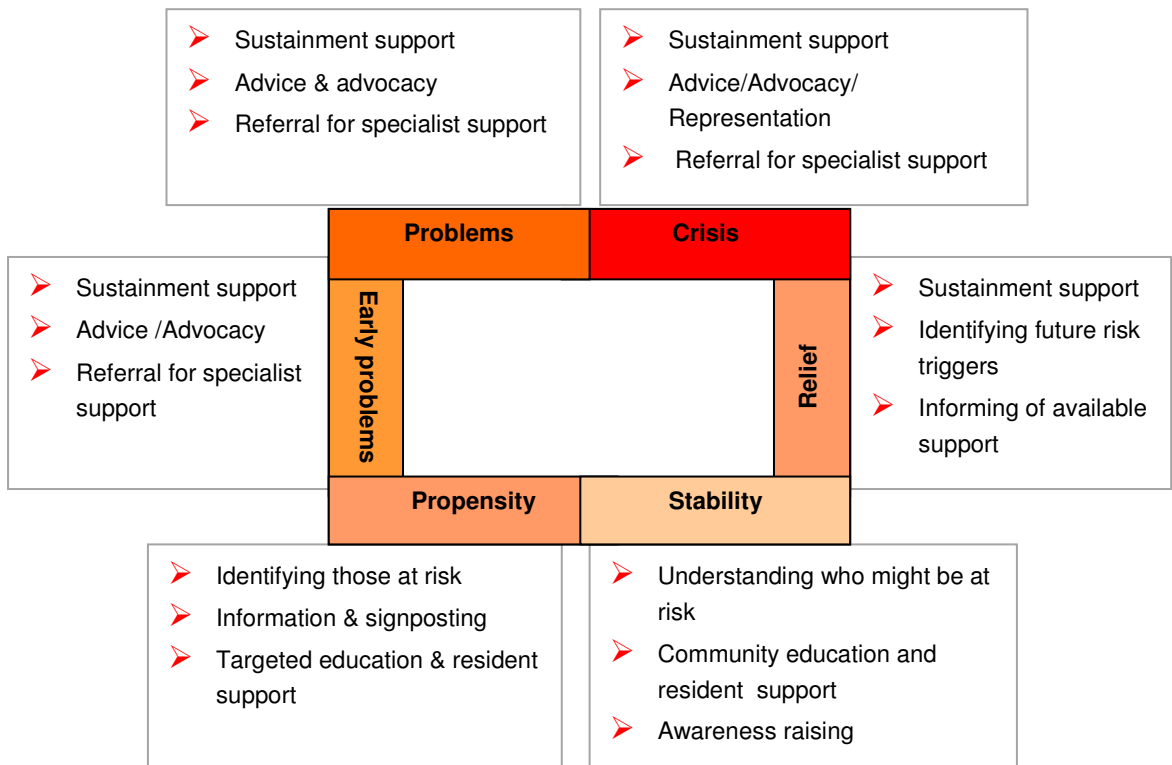 Sustainment support
Advice & advocacy
Referral for specialist support
Sustainment support
Advice/Advocacy/
Representation
Referral for specialist support
Problems
Crisis
Sustainment support
Advice /Advocacy
Referral for specialist
support
Early problems
Relief
Sustainment support
Identifying future risk
triggers
Informing of available
support
Propensity
Stability
Identifying those at risk
Information & signposting
Targeted education & resident
support
Understanding who might be at
risk
Community education and
resident support
Awareness raising